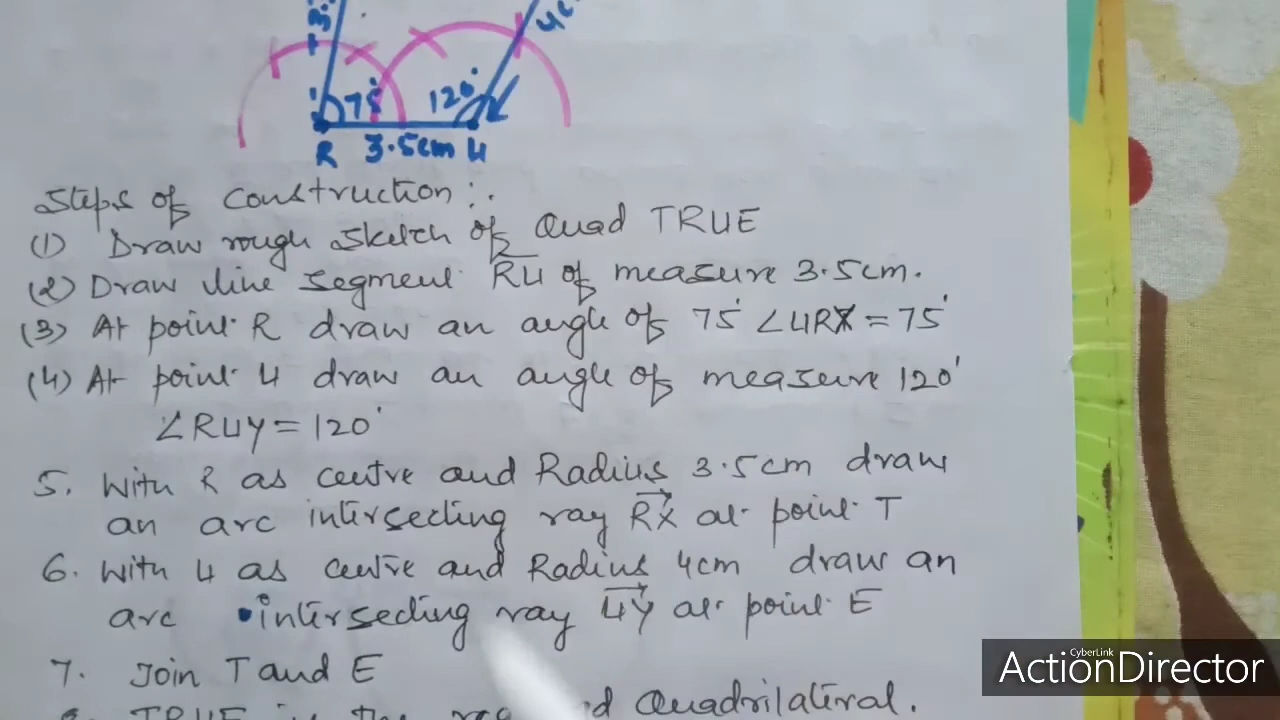 4c
75°
120°
R 3.5cm U
Steps of Construction :.
(1) Draw rough Sketch of Quad TRUE
(2) Draw line Segment RU of measure 3.5cm.
(3) At point R draw an angle of 75° ∠URX = 75°
(4) At point U draw an angle of measure 120°
∠RUY = 120°
5. With R as centre and Radius 3.5cm draw
an arc intersecting ray RX at point T
6. With U as centre and Radius 4cm draw an
arc intersecting ray UY at point E
7. Join T and E
TRUE is the Quadrilateral.
CyberLink
ActionDirector